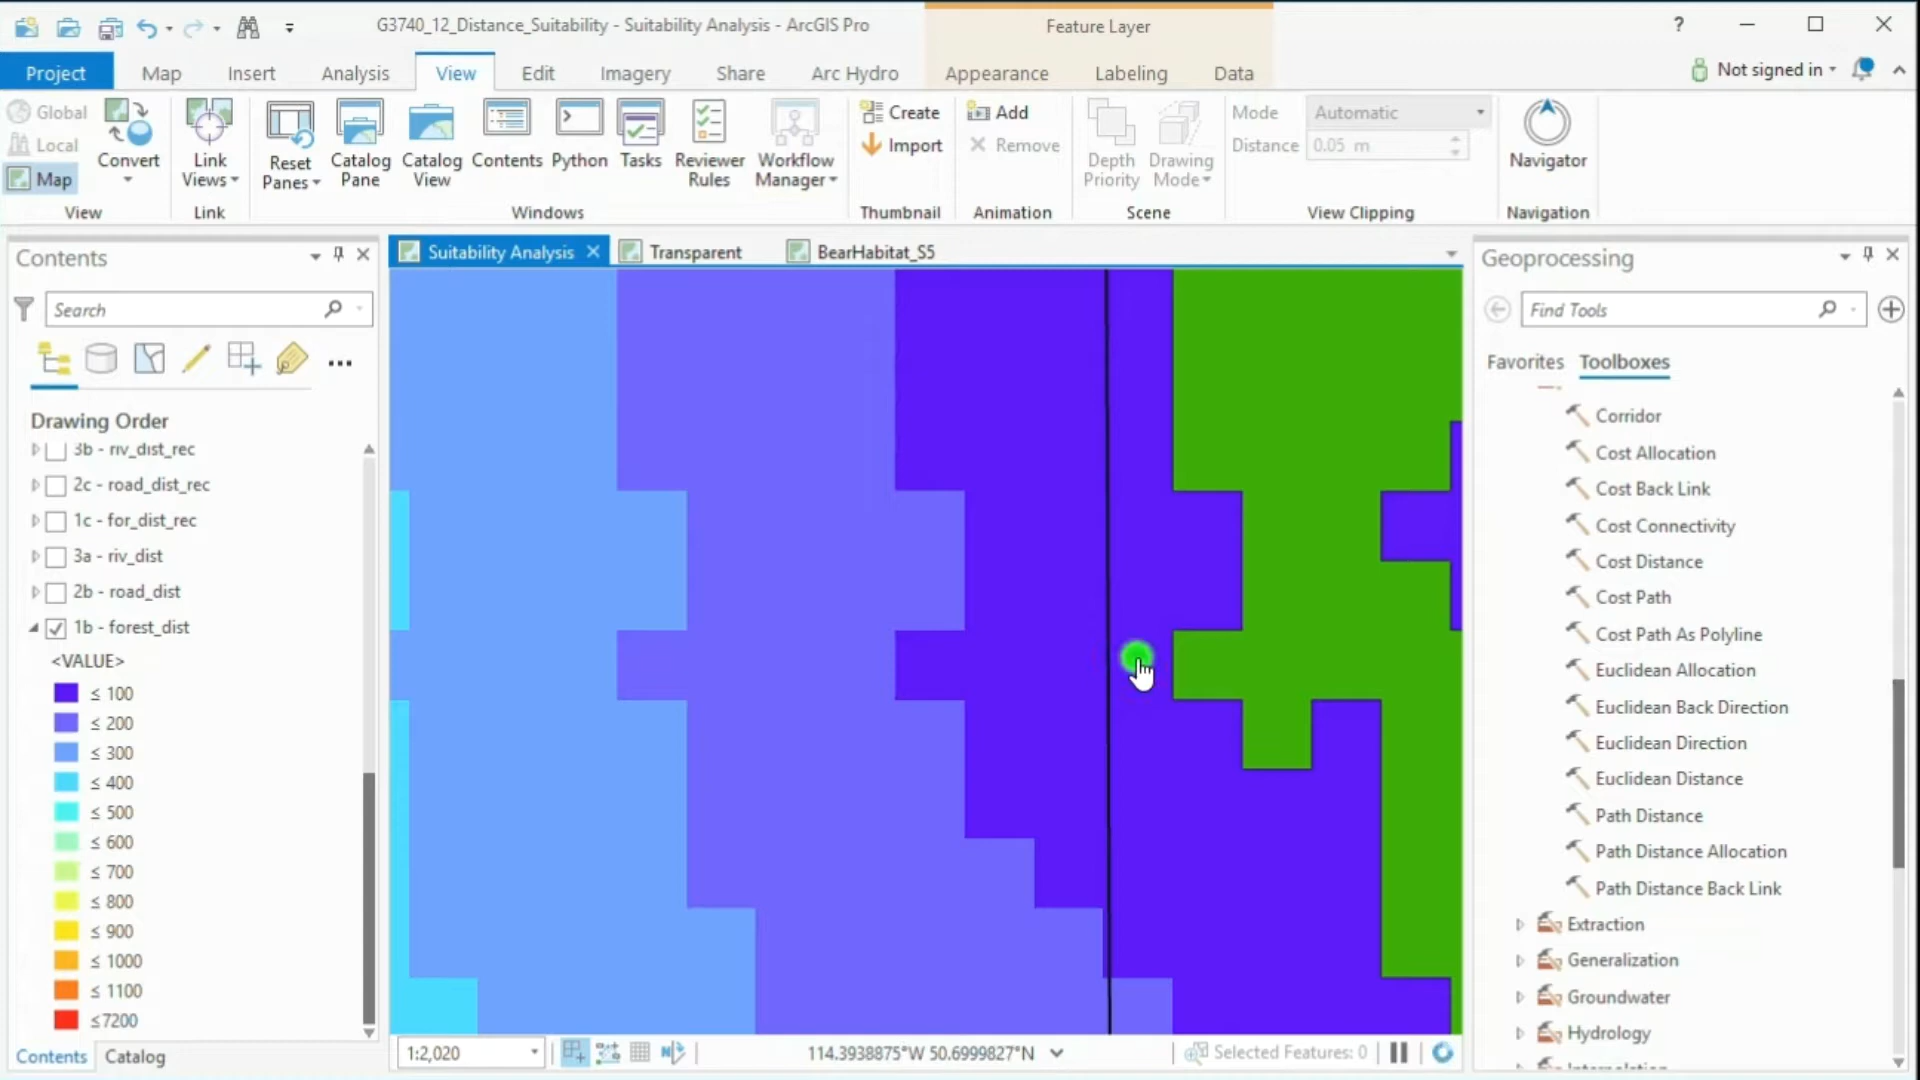 G3740_12_Distance_Suitability - Suitability Analysis - ArcGIS Pro
Feature Layer
?
Project
Map
Insert
Analysis
View
Edit
Imagery
Share
Arc Hydro
Appearance
Labeling
Data
Not signed in
Global
Local
Map
Convert
View
Link Views
Link
Reset Panes
Catalog Pane
Catalog View
Contents
Python
Tasks
Reviewer Rules
Workflow Manager
Windows
Create
Import
Thumbnail
Add
Remove
Animation
Depth Priority
Drawing Mode
Scene
Mode
Automatic
Distance
0.05 m
View Clipping
Navigator
Navigation
Contents
Search
Drawing Order
3b - riv_dist_rec
2c - road_dist_rec
1c - for_dist_rec
3a - riv_dist
2b - road_dist
1b - forest_dist
<VALUE>
≤ 100
≤ 200
≤ 300
≤ 400
≤ 500
≤ 600
≤ 700
≤ 800
≤ 900
≤ 1000
≤ 1100
≤7200
Contents
Catalog
Suitability Analysis
Transparent
BearHabitat_S5
1:2,020
114.3938875°W 50.6999827°N
Selected Features: 0
Geoprocessing
Find Tools
Favorites
Toolboxes
Corridor
Cost Allocation
Cost Back Link
Cost Connectivity
Cost Distance
Cost Path
Cost Path As Polyline
Euclidean Allocation
Euclidean Back Direction
Euclidean Direction
Euclidean Distance
Path Distance
Path Distance Allocation
Path Distance Back Link
Extraction
Generalization
Groundwater
Hydrology